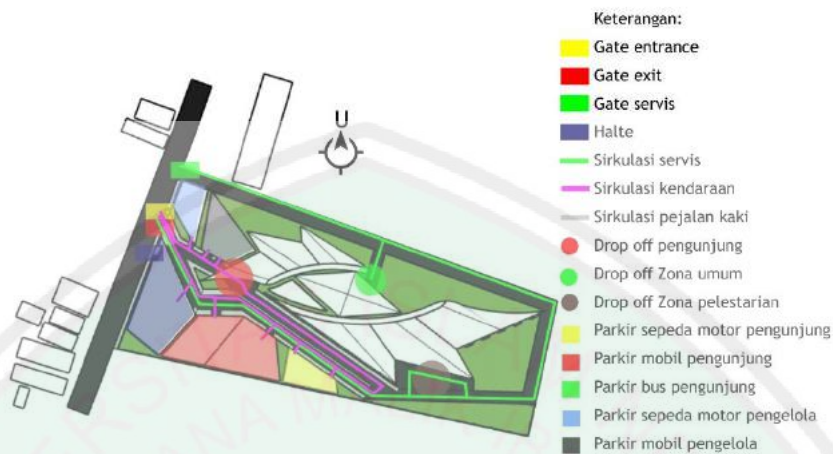 Keterangan:
Gate entrance
Gate exit
Gate servis
Halte
Sirkulasi servis
Sirkulasi kendaraan
Sirkulasi pejalan kaki
Drop off pengunjung
Drop off Zona umum
Drop off Zona pelestarian
Parkir sepeda motor pengunjung
Parkir mobil pengunjung
Parkir bus pengunjung
Parkir sepeda motor pengelola
Parkir mobil pengelola
U